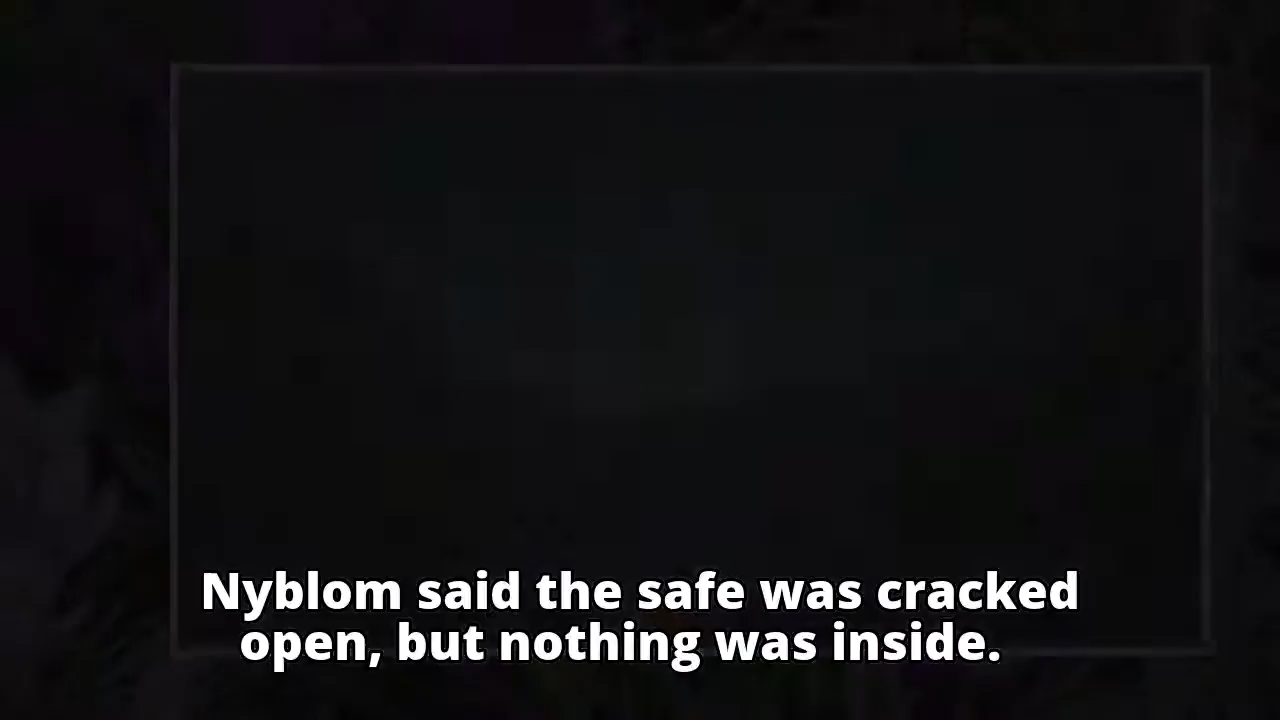 Nyblom said the safe was cracked
open, but nothing was inside.